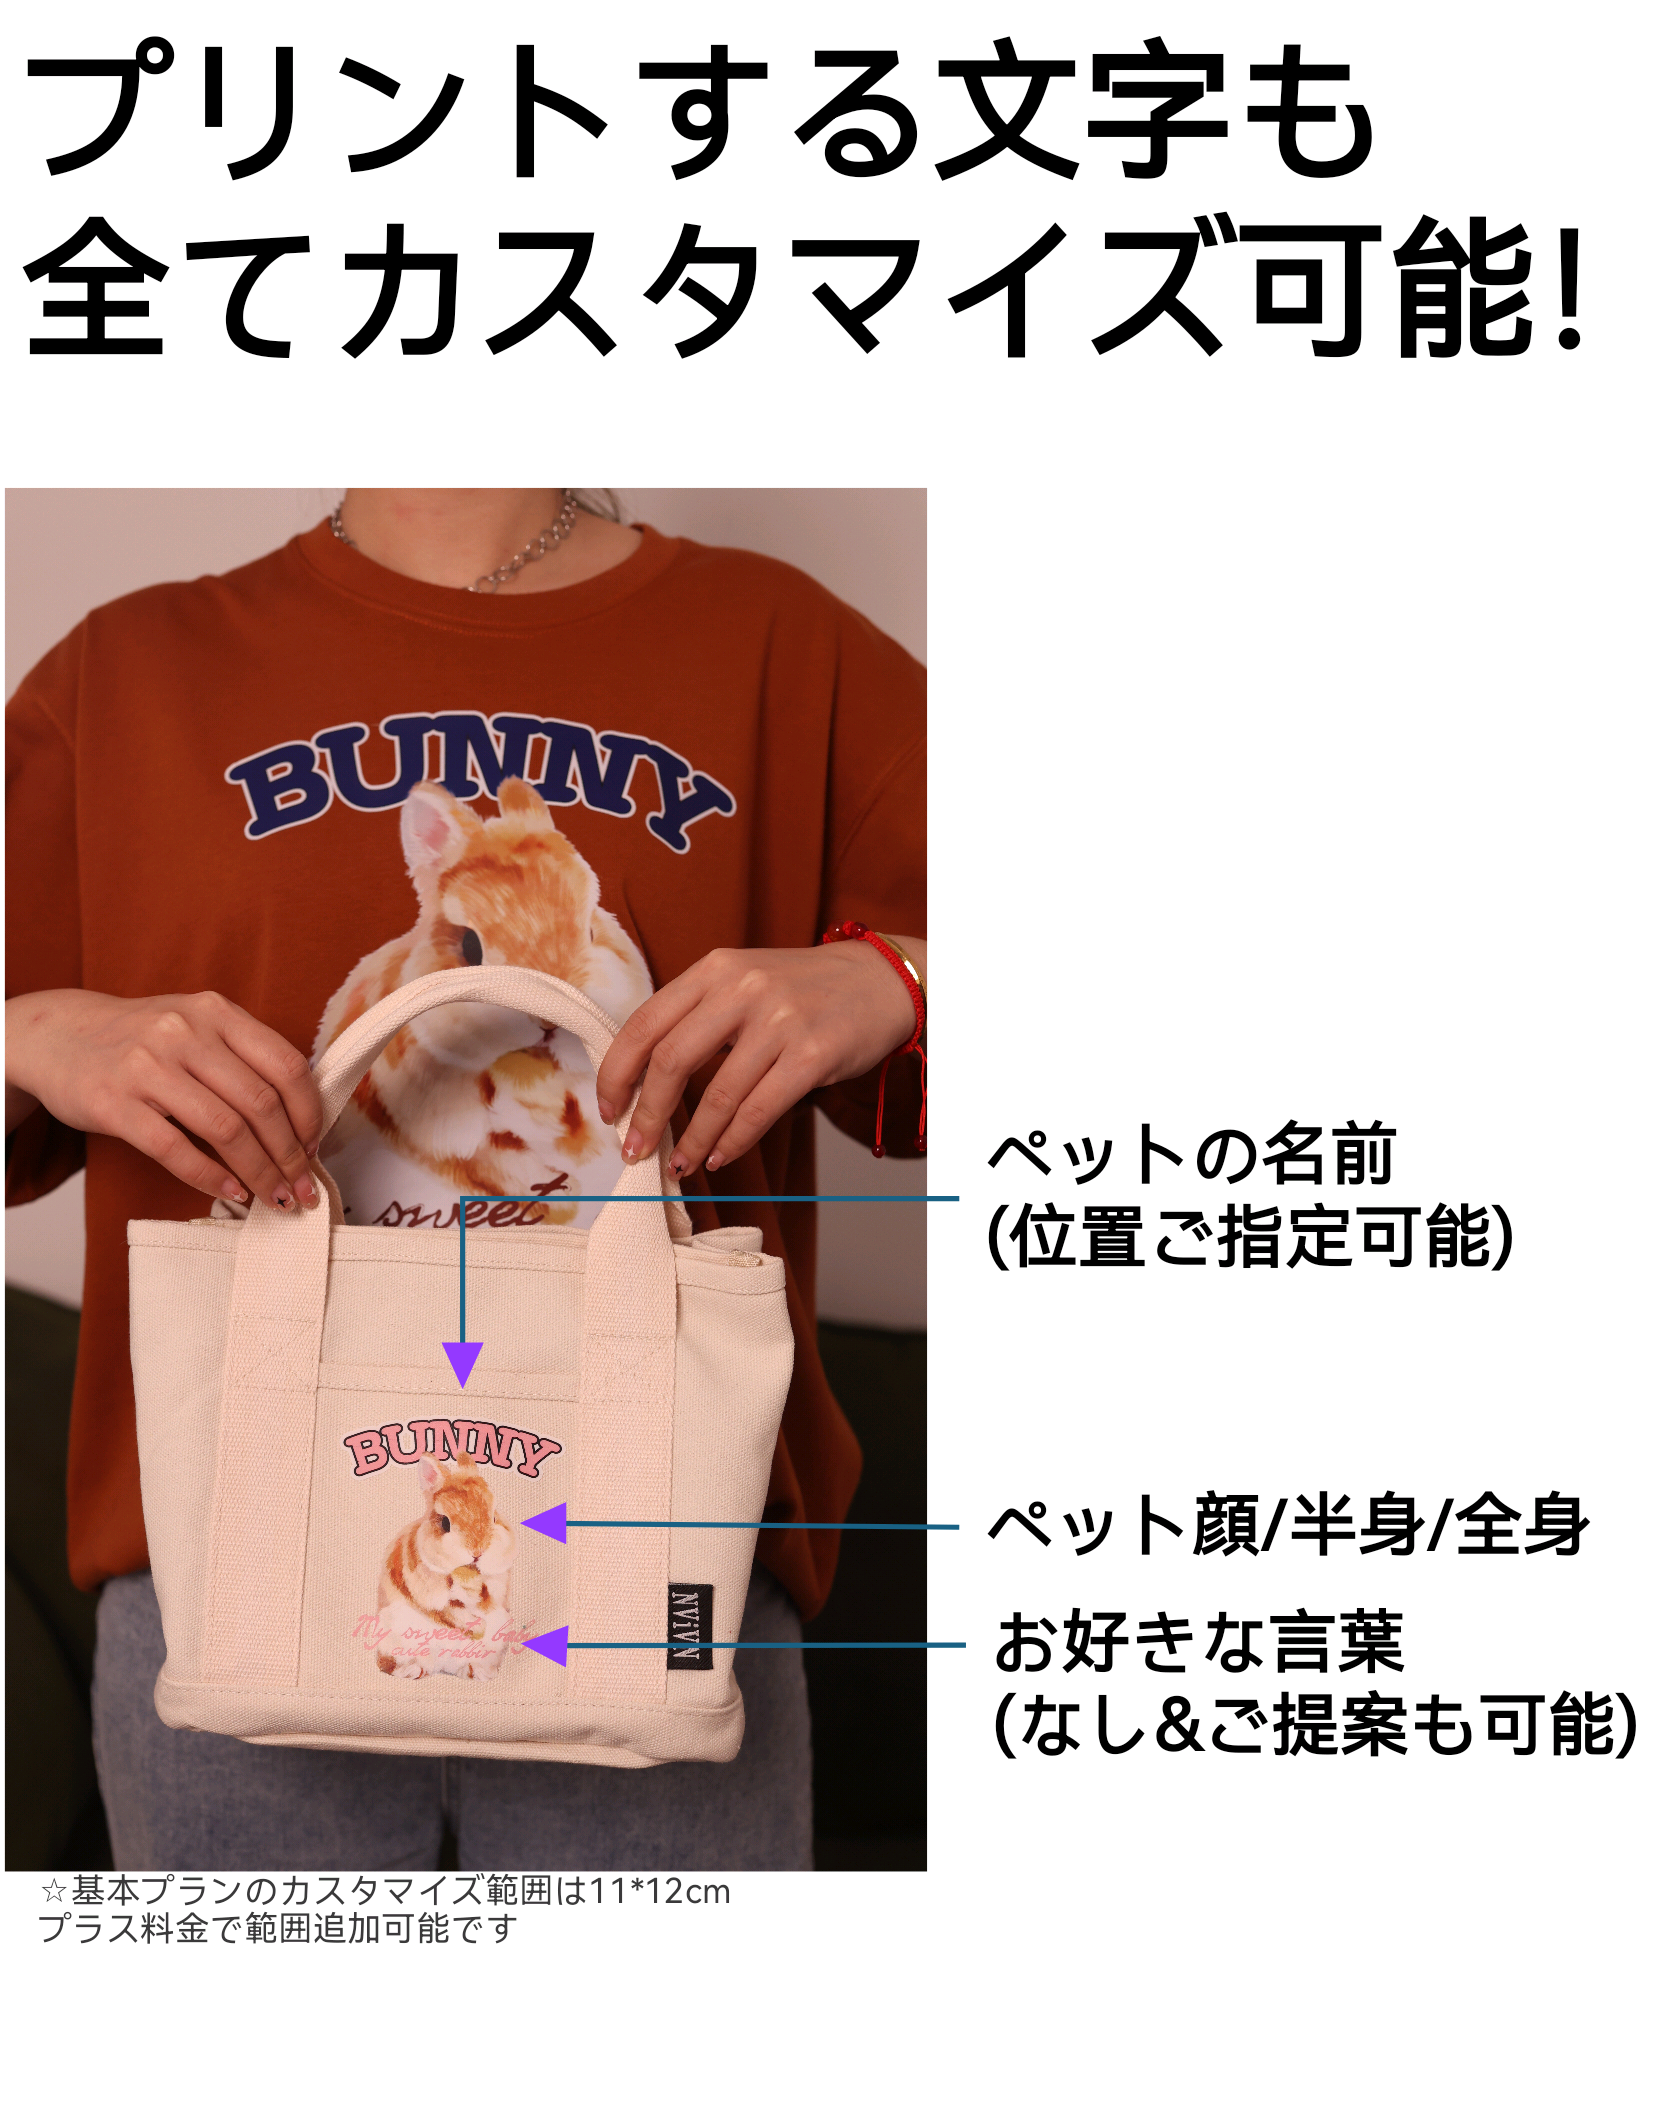 プリントする文字も
全てカスタマイズ可能!
BUNNY
sweet
ペットの名前
(位置ご指定可能)
BUNNY
ペット顔/半身/全身
My sweet baby
cute rabbit
NViVN
お好きな言葉
(なし&ご提案も可能)
☆基本プランのカスタマイズ範囲は11*12cm
プラス料金で範囲追加可能です